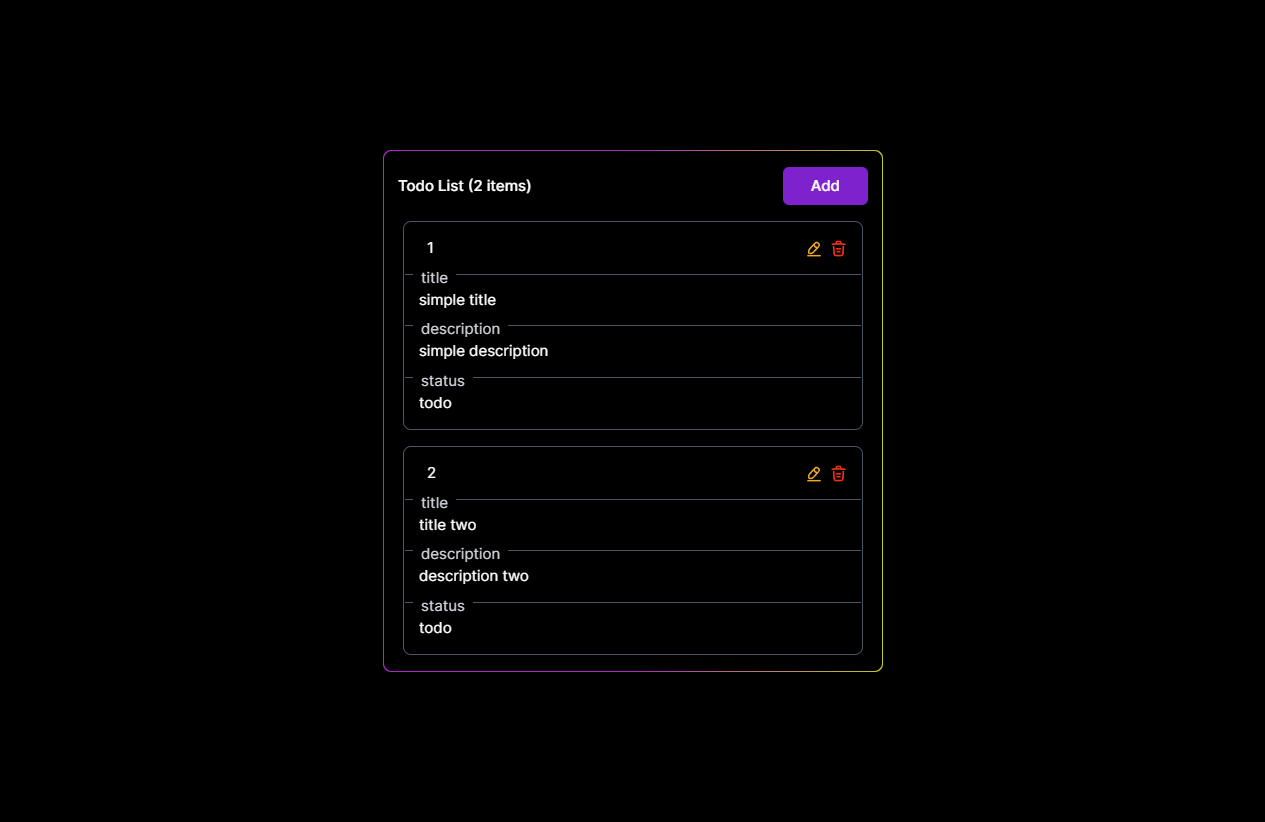 Todo List (2 items)
Add
1
title
simple title
description
simple description
status
todo
2
title
title two
description
description two
status
todo